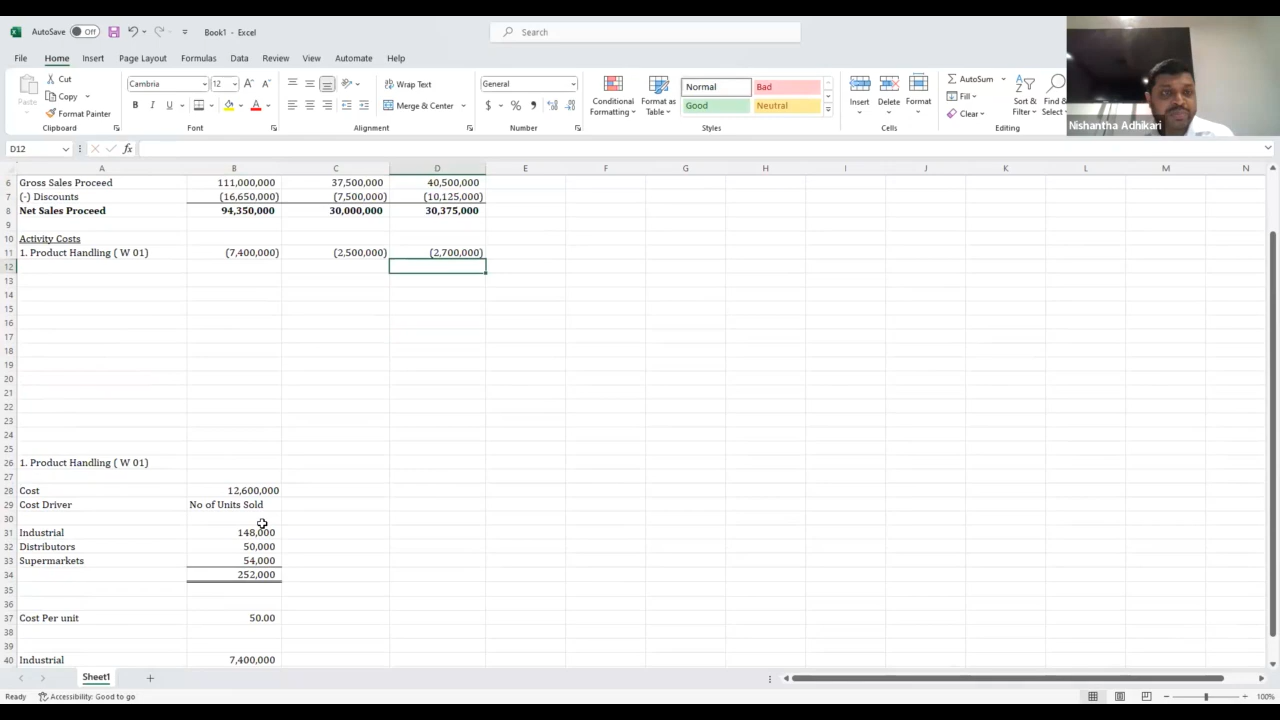 AutoSave Off Book1 - Excel Search
File Home Insert Page Layout Formulas Data Review View Automate Help
Paste Cut Copy Format Painter Clipboard
Cambria 12 B I U Font
Wrap Text Merge & Center Alignment
General $ % Number
Conditional Formatting Format as Table Normal Bad Good Neutral Styles
Insert Delete Format Cells
AutoSum Fill Clear Sort & Find & Filter Select Editing
Nishantha Adhikari
D12 fx
A B C D E F G H I J K L M N
6 Gross Sales Proceed 111,000,000 37,500,000 40,500,000
7 (-) Discounts (16,650,000) (7,500,000) (10,125,000)
8 Net Sales Proceed 94,350,000 30,000,000 30,375,000
9
10 Activity Costs
11 1. Product Handling ( W 01) (7,400,000) (2,500,000) (2,700,000)
12
13
14
15
16
17
18
19
20
21
22
23
24
25
26 1. Product Handling ( W 01)
27
28 Cost 12,600,000
29 Cost Driver No of Units Sold
30
31 Industrial 148,000
32 Distributors 50,000
33 Supermarkets 54,000
34 252,000
35
36
37 Cost Per unit 50.00
38
39
40 Industrial 7,400,000
Sheet1
Ready Accessibility: Good to go 100%